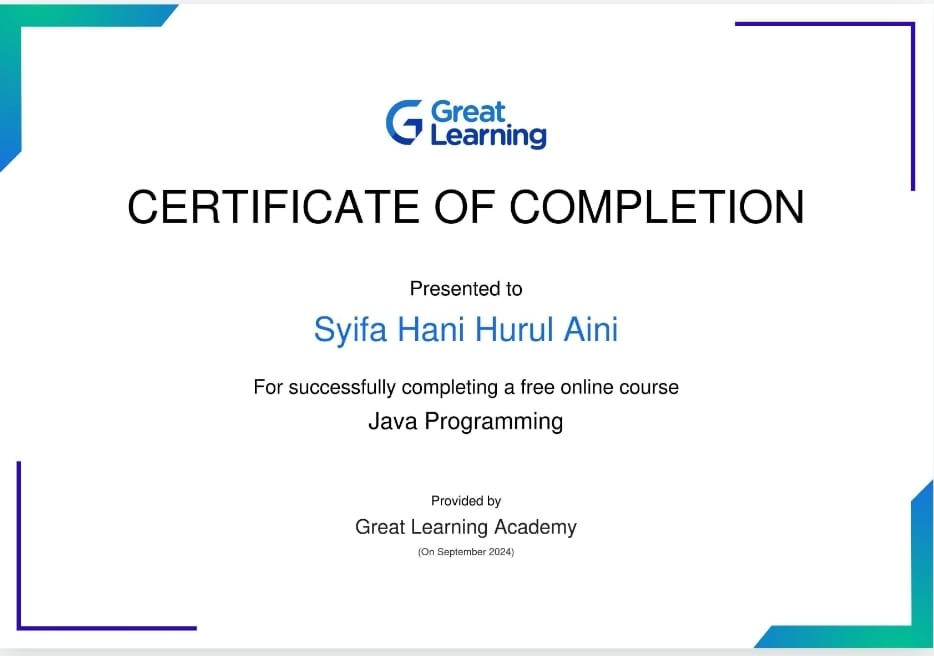 Great
Learning
CERTIFICATE OF COMPLETION
Presented to
Syifa Hani Hurul Aini
For successfully completing a free online course
Java Programming
Provided by
Great Learning Academy
(On September 2024)